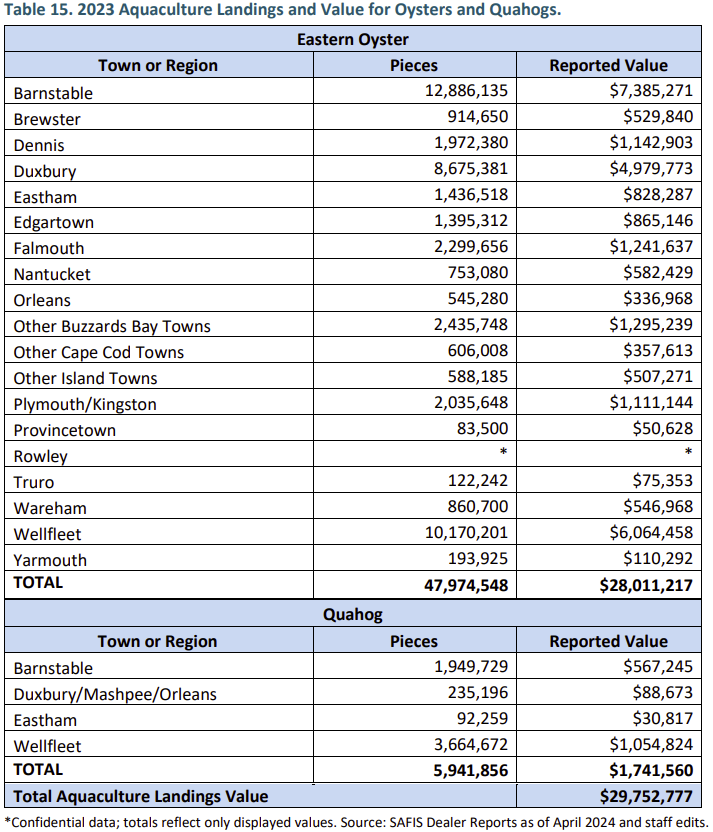 Table 15. 2023 Aquaculture Landings and Value for Oysters and Quahogs.
Eastern Oyster
Town or Region Pieces Reported Value
Barnstable 12,886,135 $7,385,271
Brewster 914,650 $529,840
Dennis 1,972,380 $1,142,903
Duxbury 8,675,381 $4,979,773
Eastham 1,436,518 $828,287
Edgartown 1,395,312 $865,146
Falmouth 2,299,656 $1,241,637
Nantucket 753,080 $582,429
Orleans 545,280 $336,968
Other Buzzards Bay Towns 2,435,748 $1,295,239
Other Cape Cod Towns 606,008 $357,613
Other Island Towns 588,185 $507,271
Plymouth/Kingston 2,035,648 $1,111,144
Provincetown 83,500 $50,628
Rowley * *
Truro 122,242 $75,353
Wareham 860,700 $546,968
Wellfleet 10,170,201 $6,064,458
Yarmouth 193,925 $110,292
TOTAL 47,974,548 $28,011,217
Quahog
Town or Region Pieces Reported Value
Barnstable 1,949,729 $567,245
Duxbury/Mashpee/Orleans 235,196 $88,673
Eastham 92,259 $30,817
Wellfleet 3,664,672 $1,054,824
TOTAL 5,941,856 $1,741,560
Total Aquaculture Landings Value $29,752,777
*Confidential data; totals reflect only displayed values. Source: SAFIS Dealer Reports as of April 2024 and staff edits.